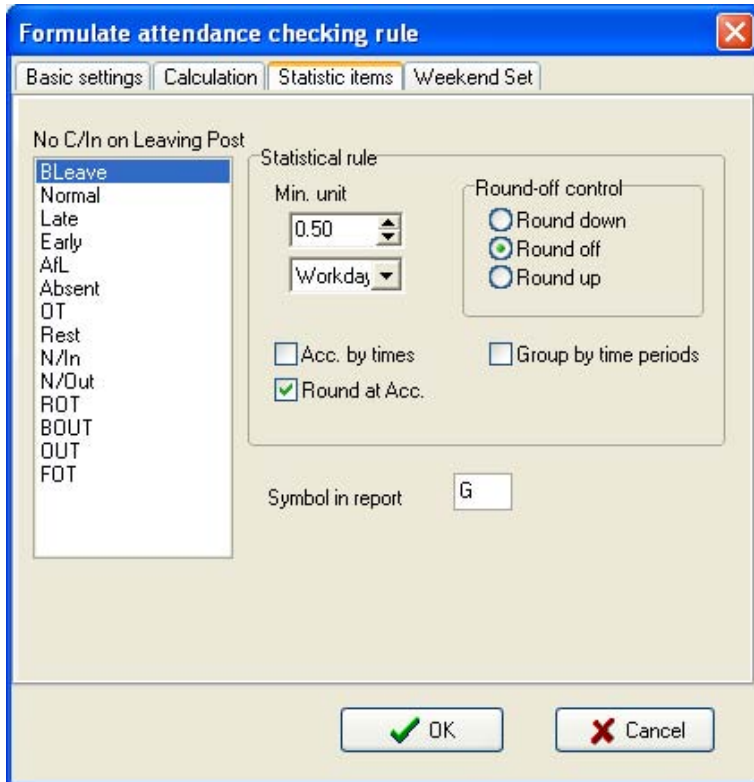 Formulate attendance checking rule
Basic settings Calculation Statistic items Weekend Set
No C/In on Leaving Post
BLeave
Normal
Late
Early
AfL
Absent
OT
Rest
N/In
N/Out
ROT
BOUT
OUT
FOT
Statistical rule
Min. unit
0.50
Workday
Round-off control
Round down
Round off
Round up
Acc. by times
Group by time periods
Round at Acc.
Symbol in report G
OK Cancel